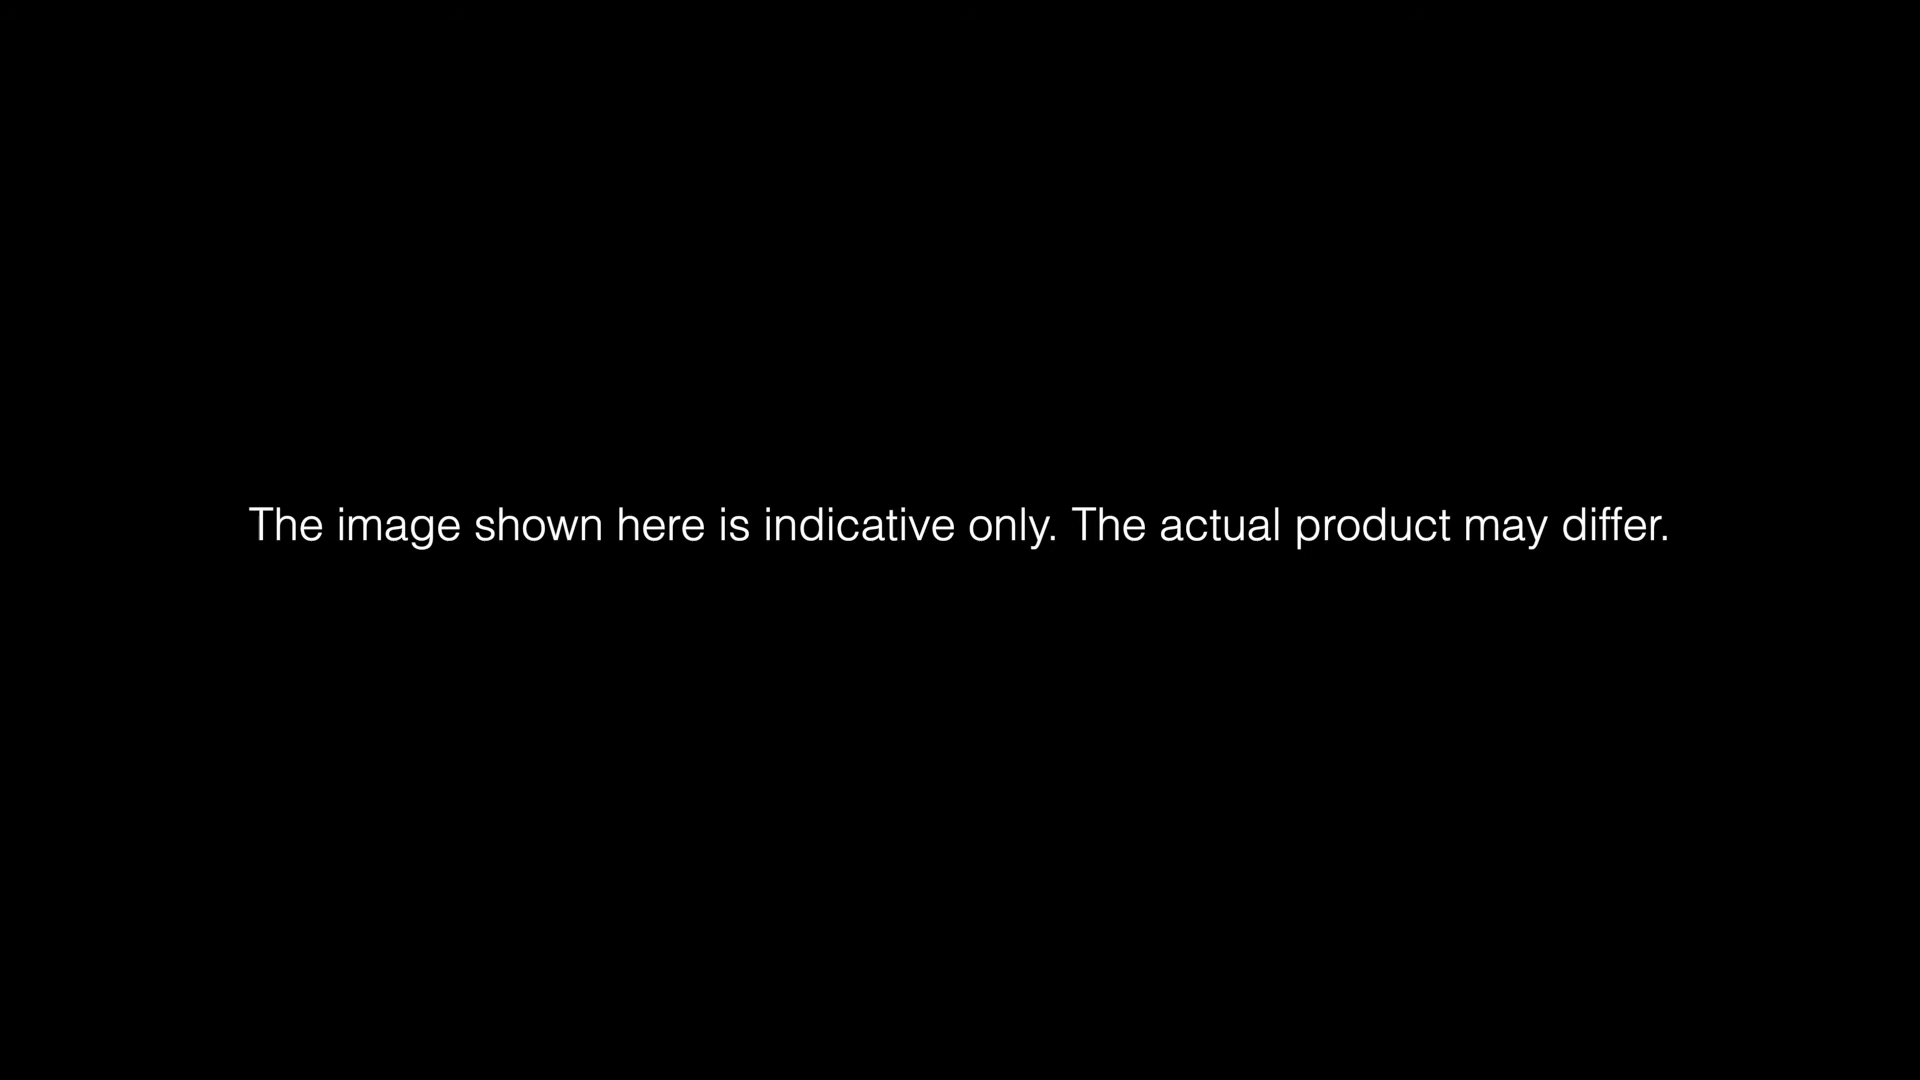 The image shown here is indicative only. The actual product may differ.